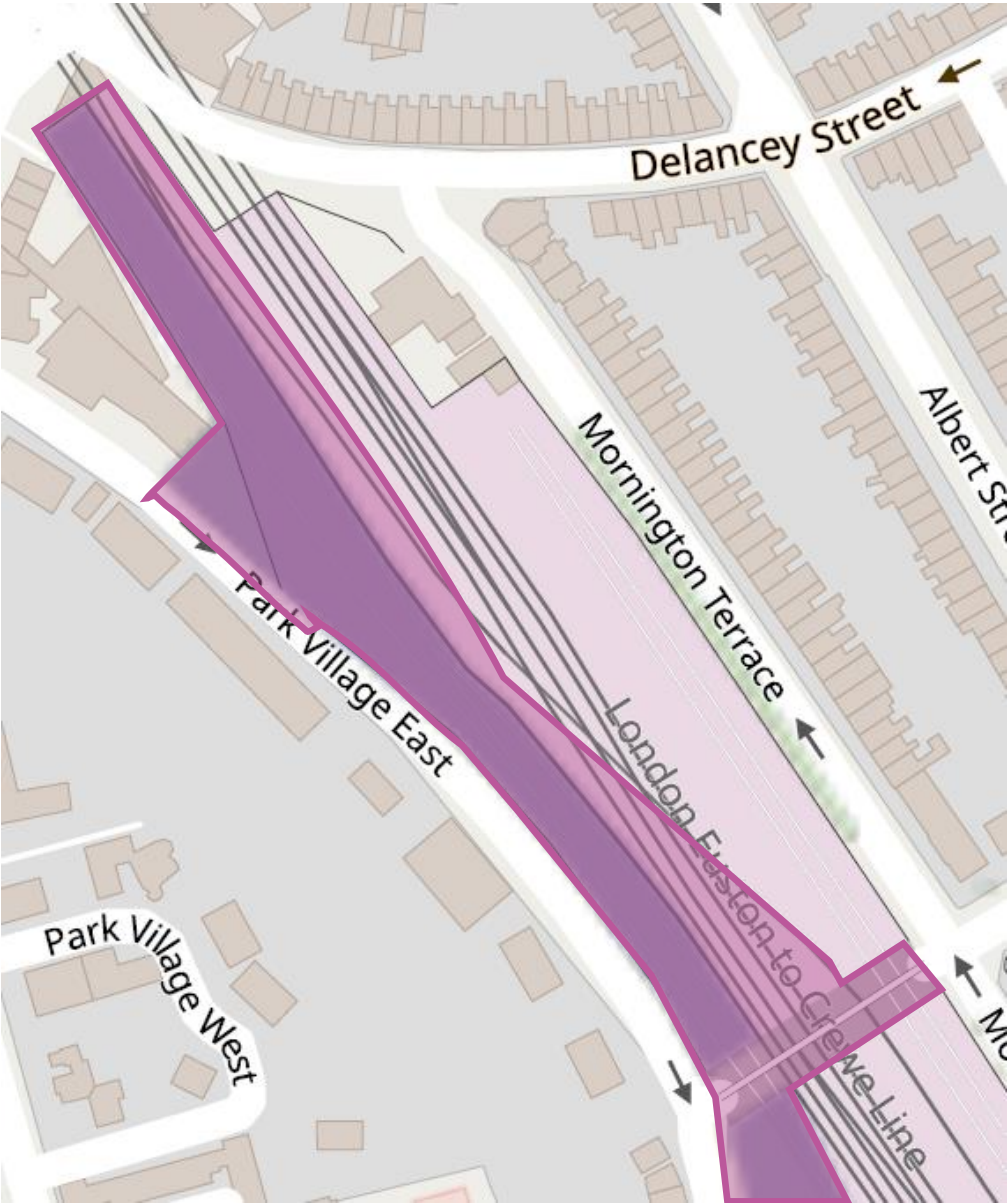 Delancey Street
Albert Str
Mornington Terrace
Park Village East
London Euston to Crewe Line
Park Village West
Mo